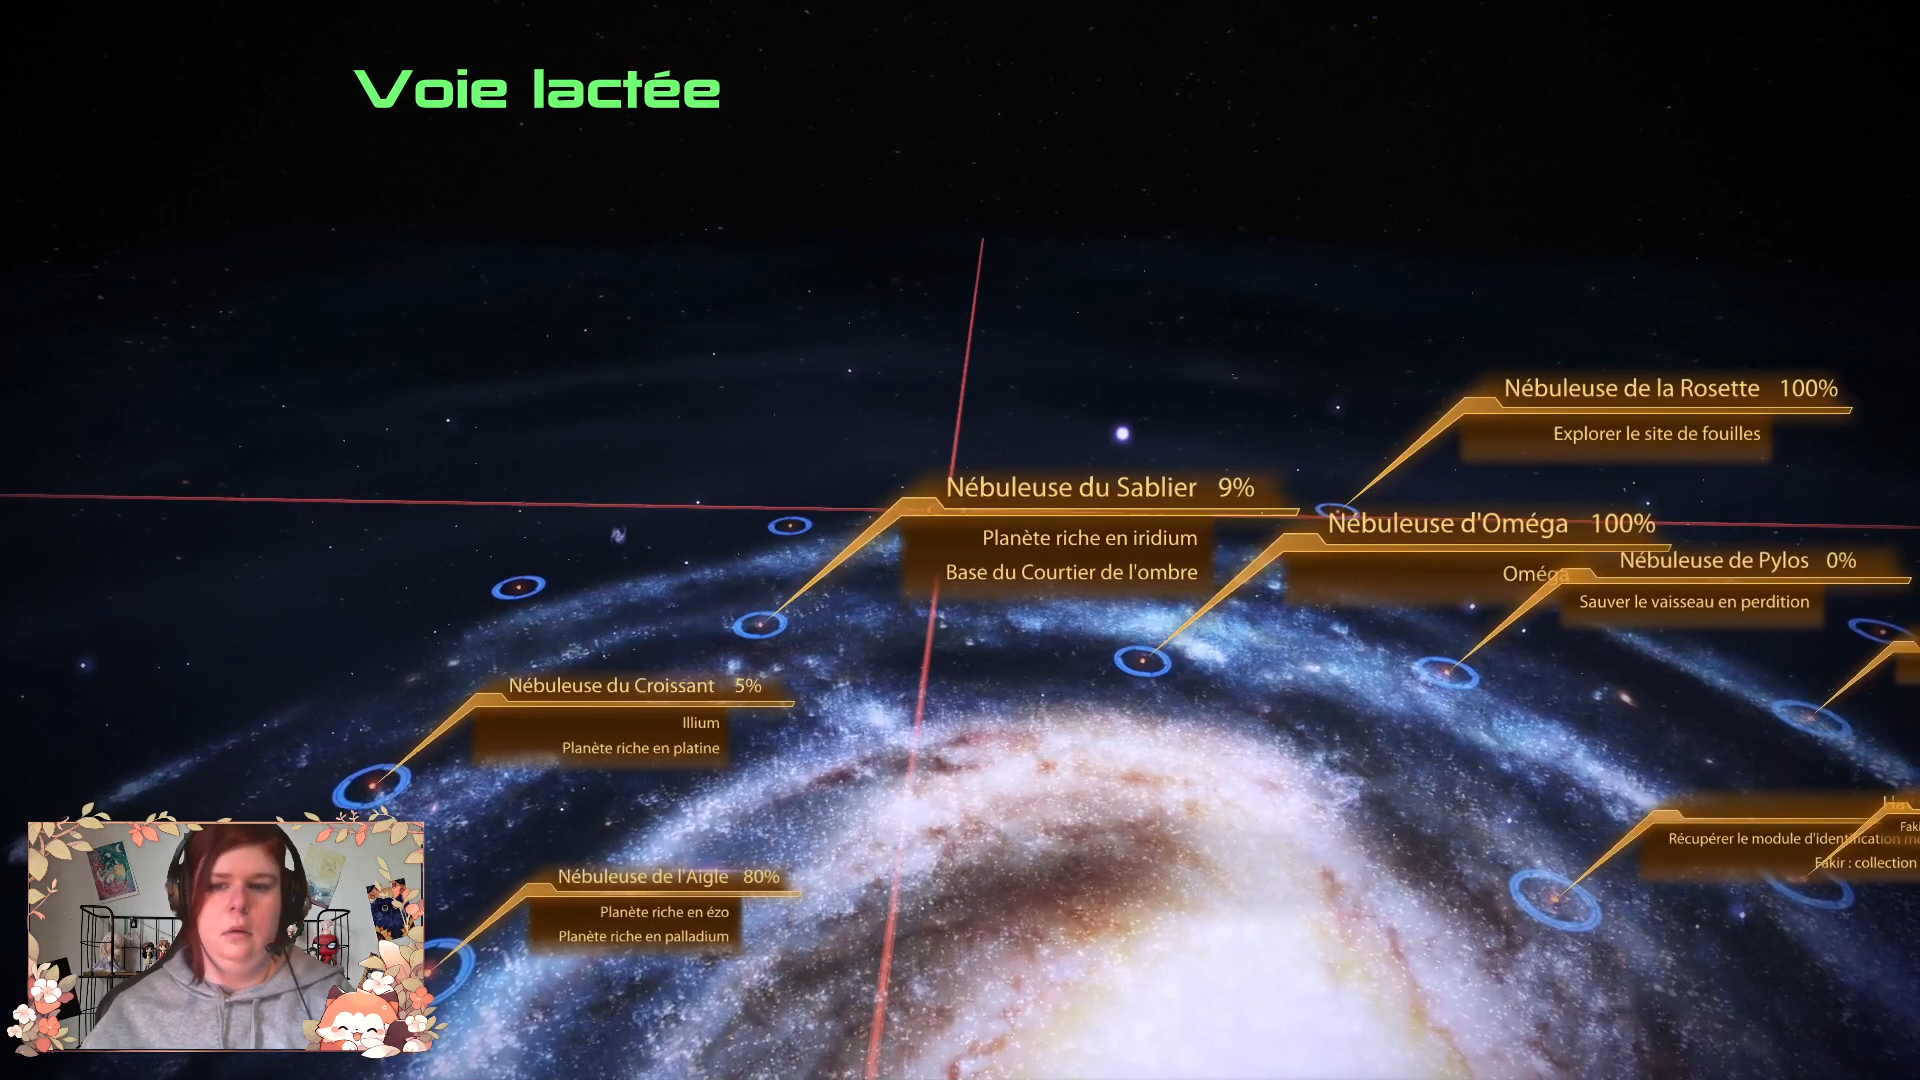 Voie lactée
Nébuleuse de la Rosette 100%
Explorer le site de fouilles
Nébuleuse du Sablier 9%
Planète riche en iridium
Base du Courtier de l'ombre
Nébuleuse d'Oméga 100%
Oméga
Nébuleuse de Pylos 0%
Sauver le vaisseau en perdition
Nébuleuse du Croissant 5%
Illium
Planète riche en platine
Récupérer le module d'identification
Fakir : collection
Nébuleuse de l'Aigle 80%
Planète riche en ézo
Planète riche en palladium